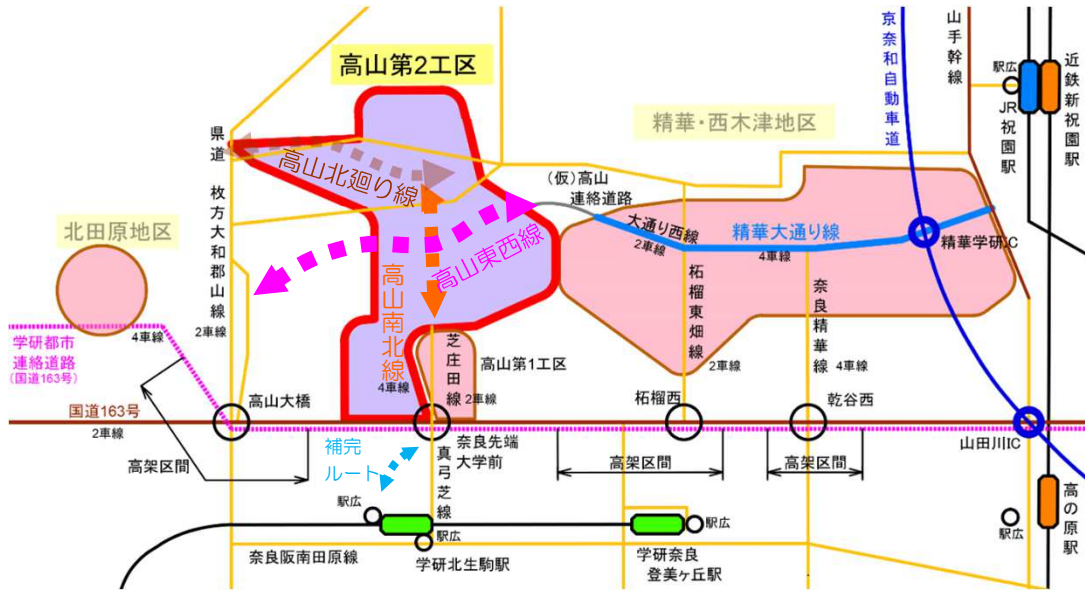 高山第2工区
精華・西木津地区
京奈和自動車道
山手幹線
駅広
JR祝園駅
近鉄新祝園駅
県道 枚方大和郡山線
2車線
高山北廻り線
(仮)高山
連絡道路
大通り西線
2車線
精華大通り線
4車線
精華学研IC
北田原地区
高山東西線
高山南北線
4車線
柘榴東畑線
2車線
奈良精華線
4車線
4車線
学研都市
連絡道路
(国道163号)
芝庄田線
2車線
高山第1工区
国道163号
2車線
高山大橋
柘榴西
乾谷西
山田川IC
補完
ルート
真弓芝線
奈良先端
大学前
高架区間
高架区間
高架区間
駅広
駅広
駅広
駅広
高の原駅
奈良阪南田原線
学研北生駒駅
学研奈良
登美ヶ丘駅